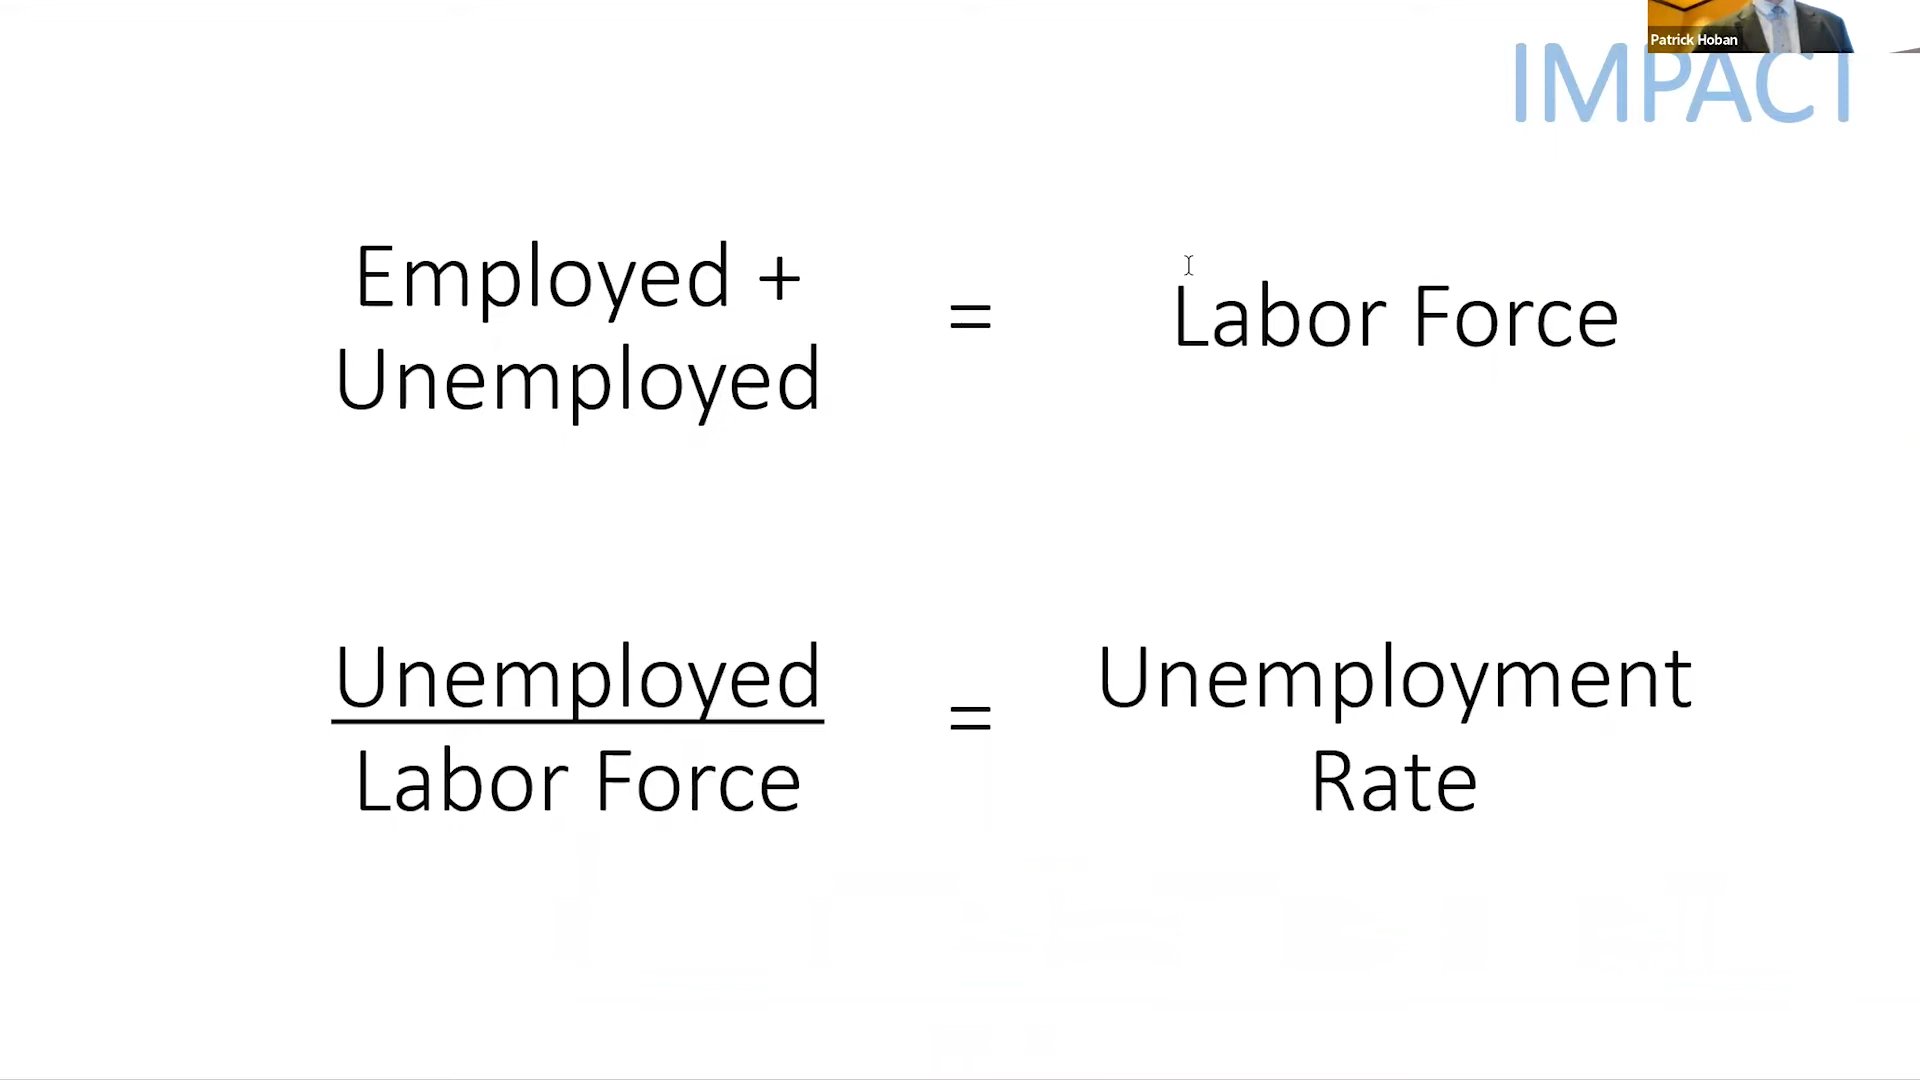 Patrick Hoban
IMPACT
Employed +
Unemployed
=
Labor Force
Unemployed
Labor Force
=
Unemployment
Rate